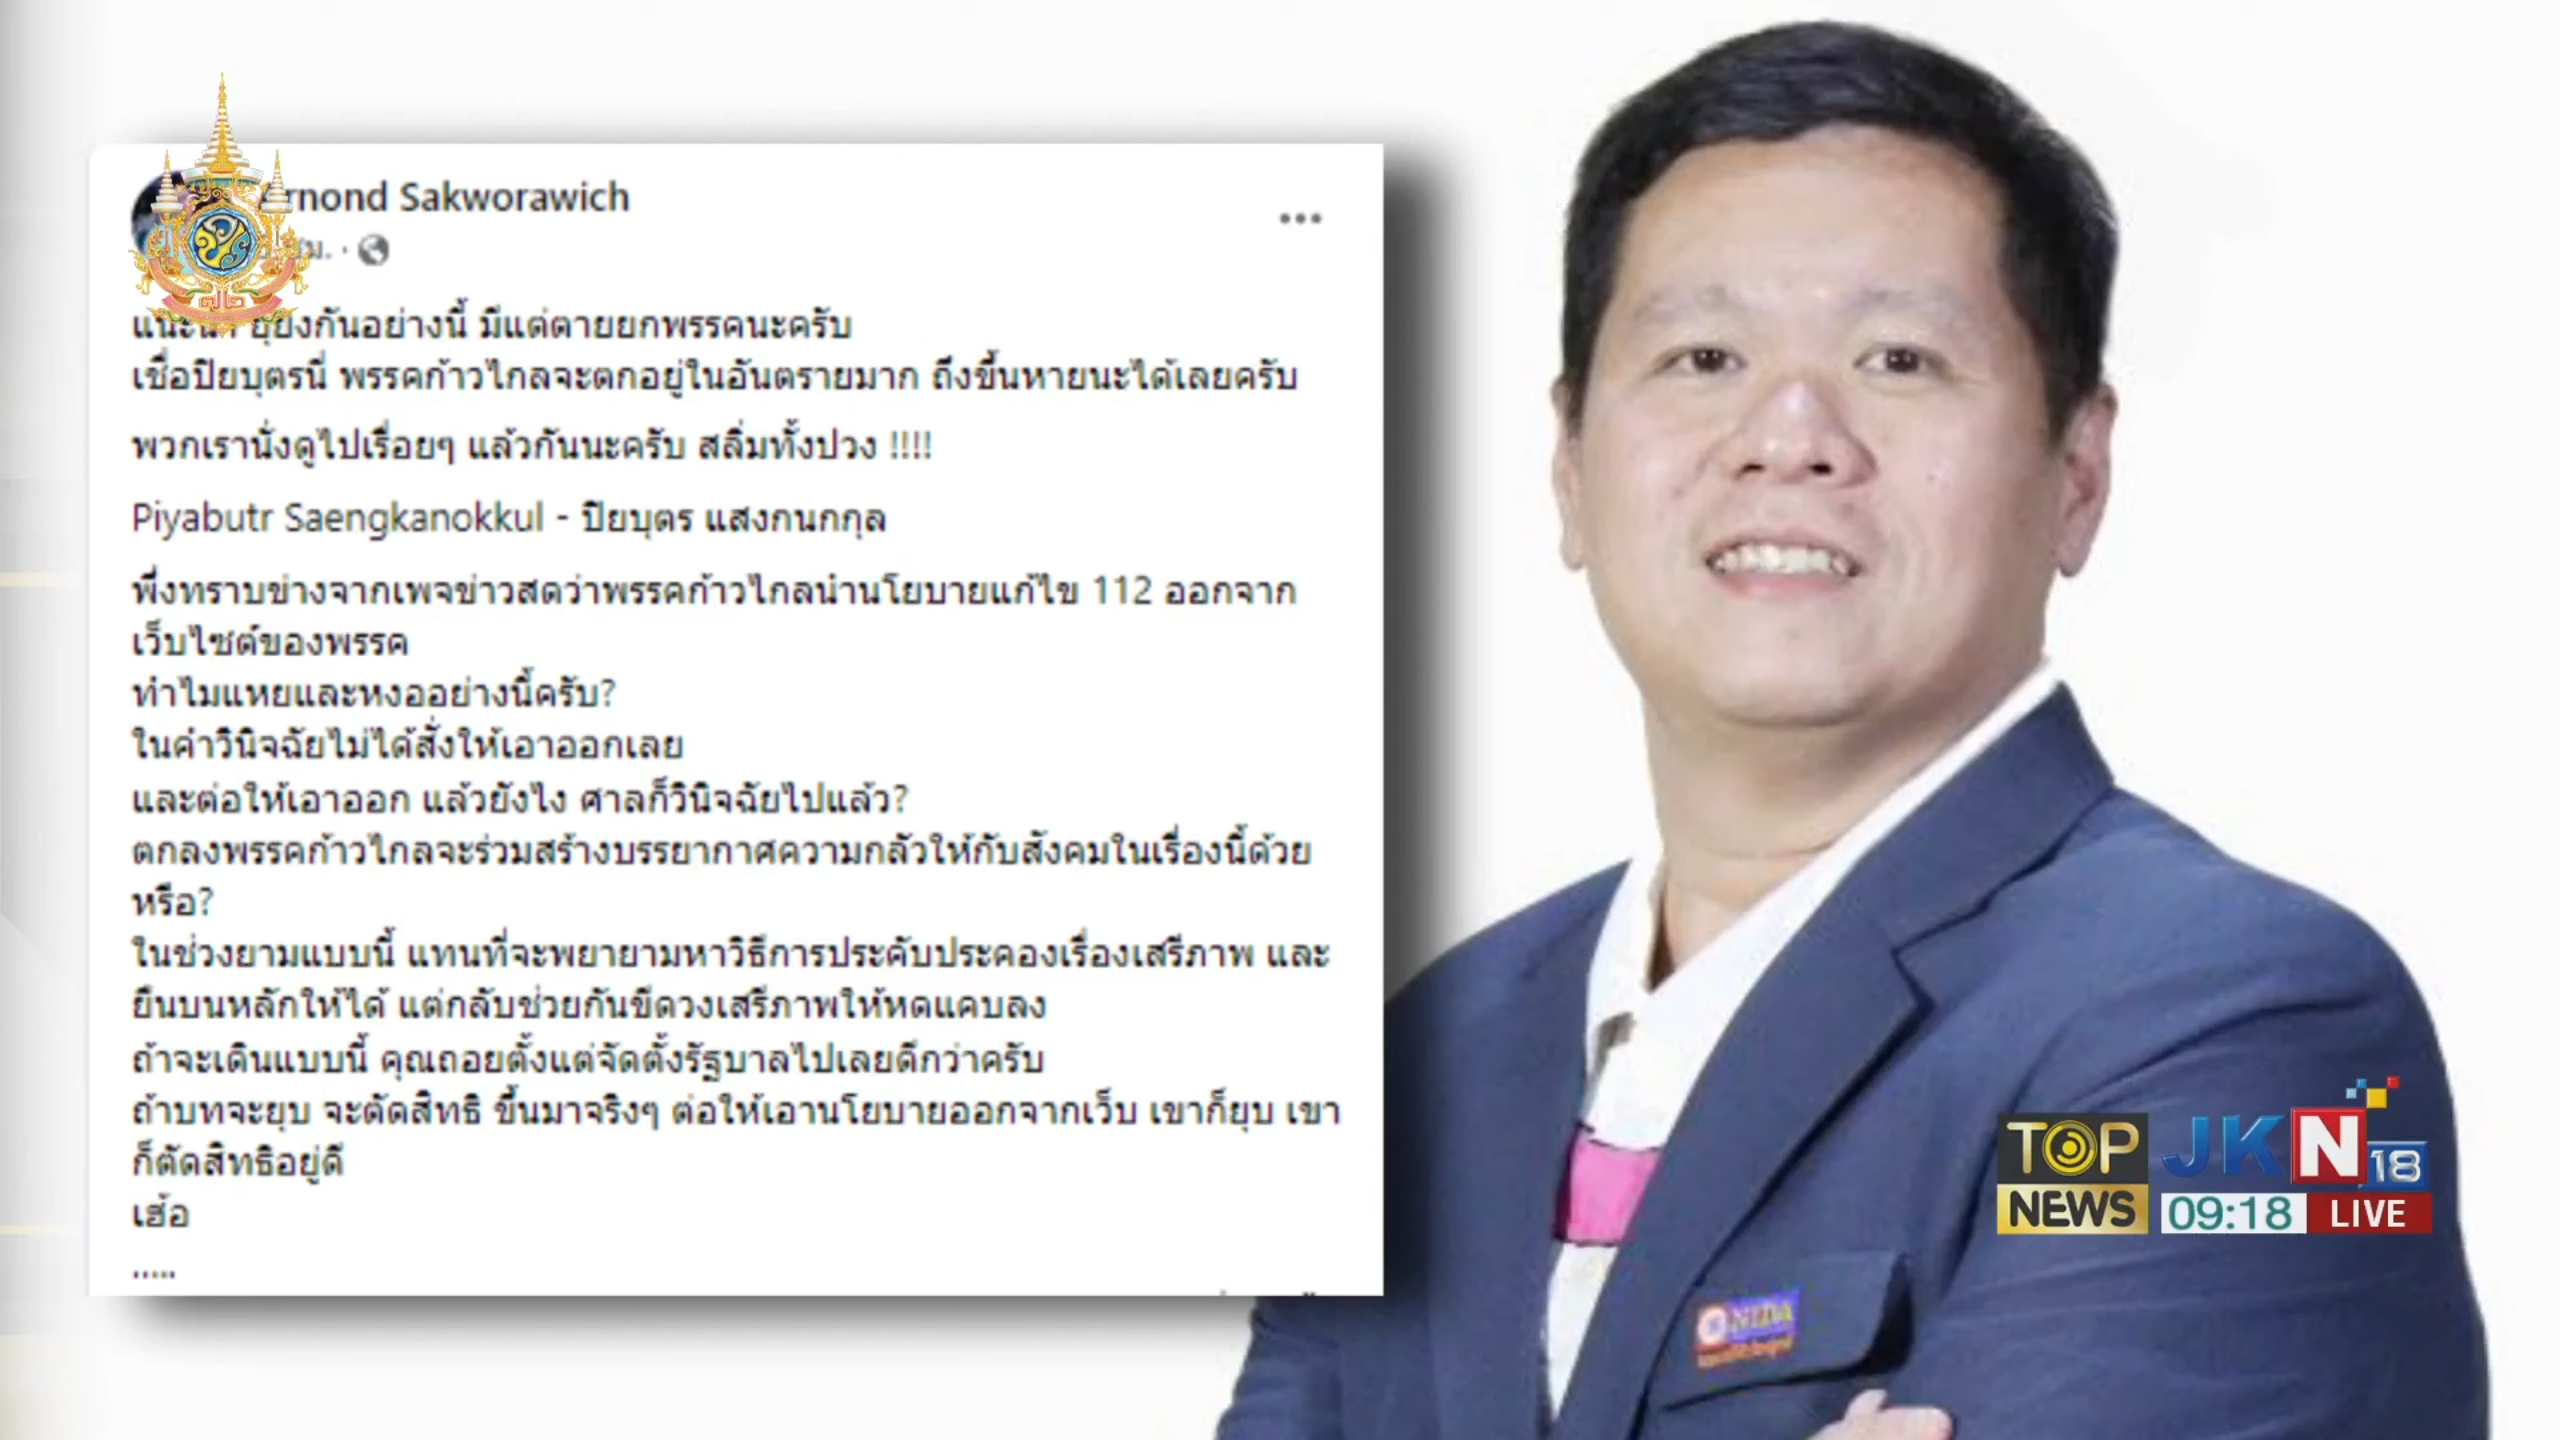 rnond Sakworawich
ชม. ·
แนะนำ ยุยงกันอย่างนี้ มีแต่ตายยกพรรคนะครับ
เชื่อปิยบุตรนี่ พรรคก้าวไกลจะตกอยู่ในอันตรายมาก ถึงขึ้นหายนะได้เลยครับ
พวกเรานั่งดูไปเรื่อยๆ แล้วกันนะครับ สลิ่มทั้งปวง !!!!
Piyabutr Saengkanokkul - ปิยบุตร แสงกนกกุล
พึ่งทราบข่างจากเพจข่าวสดว่าพรรคก้าวไกลนำนโยบายแก้ไข 112 ออกจาก
เว็บไซต์ของพรรค
ทำไมแหยและหงออย่างนี้ครับ?
ในคำวินิจฉัยไม่ได้สั่งให้เอาออกเลย
และต่อให้เอาออก แล้วยังไง ศาลก็วินิจฉัยไปแล้ว?
ตกลงพรรคก้าวไกลจะร่วมสร้างบรรยากาศความกลัวให้กับสังคมในเรื่องนี้ด้วย
หรือ?
ในช่วงยามแบบนี้ แทนที่จะพยายามหาวิธีการประคับประคองเรื่องเสรีภาพ และ
ยืนบนหลักให้ได้ แต่กลับช่วยกันขีดวงเสรีภาพให้หดแคบลง
ถ้าจะเดินแบบนี้ คุณถอยตั้งแต่จัดตั้งรัฐบาลไปเลยดีกว่าครับ
ถ้าบทจะยุบ จะตัดสิทธิ ขึ้นมาจริงๆ ต่อให้เอานโยบายออกจากเว็บ เขาก็ยุบ เขา
ก็ตัดสิทธิอยู่ดี
เฮ้อ
.....
TOP NEWS
JKN 18
09:18 LIVE
NIDA
๗๒